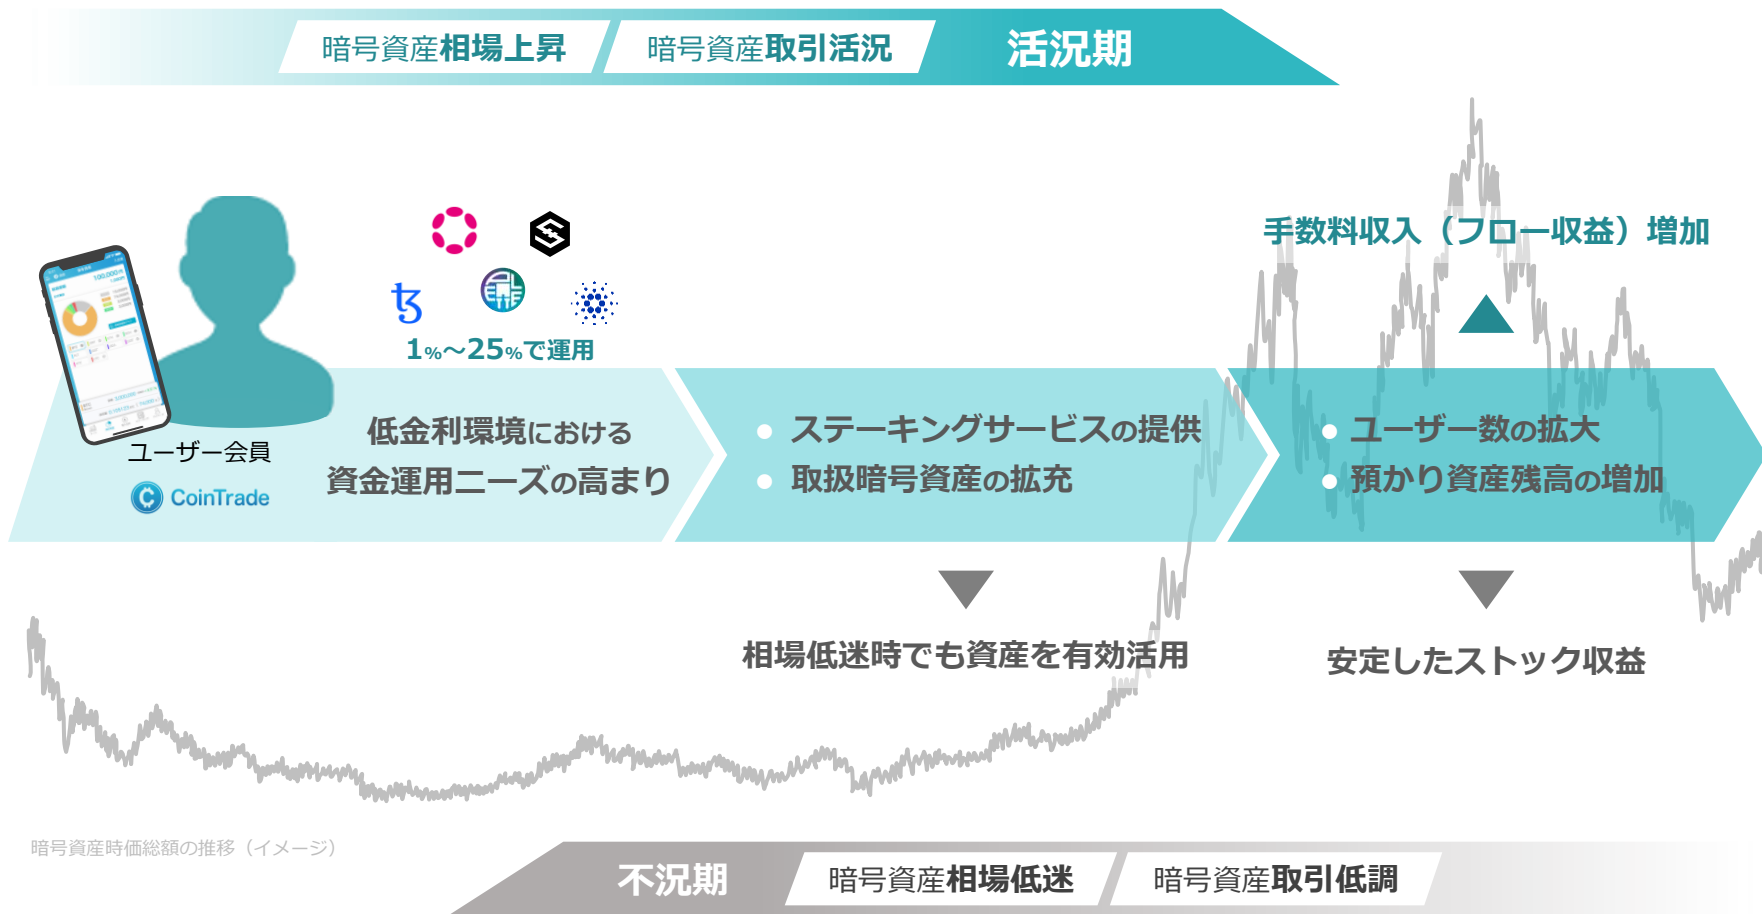 暗号資産相場上昇
暗号資産取引活況
活況期
手数料収入（フロー収益）増加
100,000円
1%～25%で運用
ユーザー会員
CoinTrade
低金利環境における
資金運用ニーズの高まり
● ステーキングサービスの提供
● 取扱暗号資産の拡充
● ユーザー数の拡大
● 預かり資産残高の増加
相場低迷時でも資産を有効活用
安定したストック収益
暗号資産時価総額の推移（イメージ）
不況期
暗号資産相場低迷
暗号資産取引低調